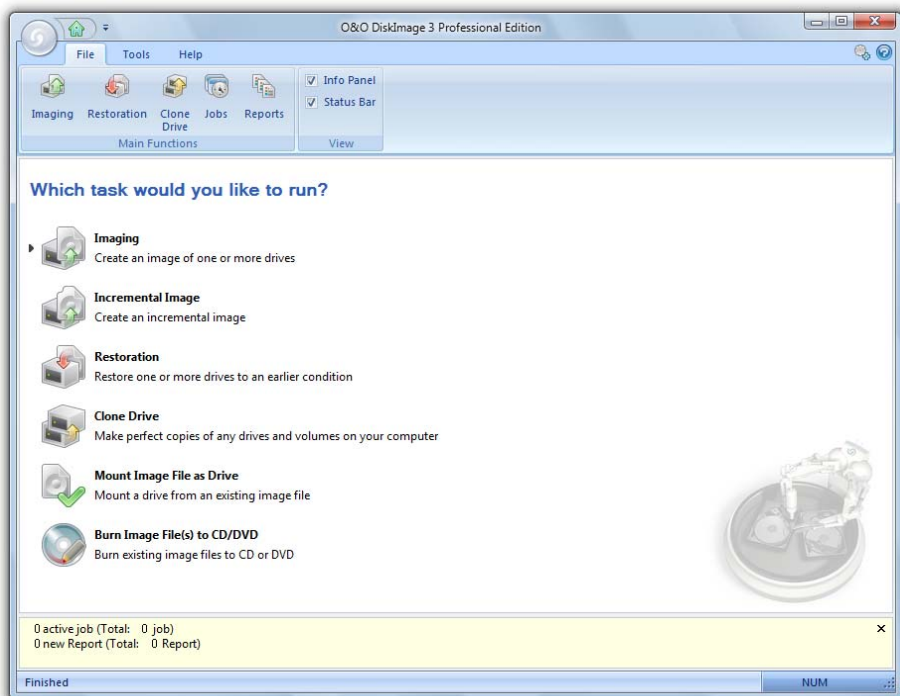 O&O DiskImage 3 Professional Edition
File Tools Help
Imaging Restoration Clone Drive Jobs Reports
Main Functions
Info Panel
Status Bar
View
Which task would you like to run?
Imaging
Create an image of one or more drives
Incremental Image
Create an incremental image
Restoration
Restore one or more drives to an earlier condition
Clone Drive
Make perfect copies of any drives and volumes on your computer
Mount Image File as Drive
Mount a drive from an existing image file
Burn Image File(s) to CD/DVD
Burn existing image files to CD or DVD
0 active job (Total: 0 job)
0 new Report (Total: 0 Report)
Finished NUM